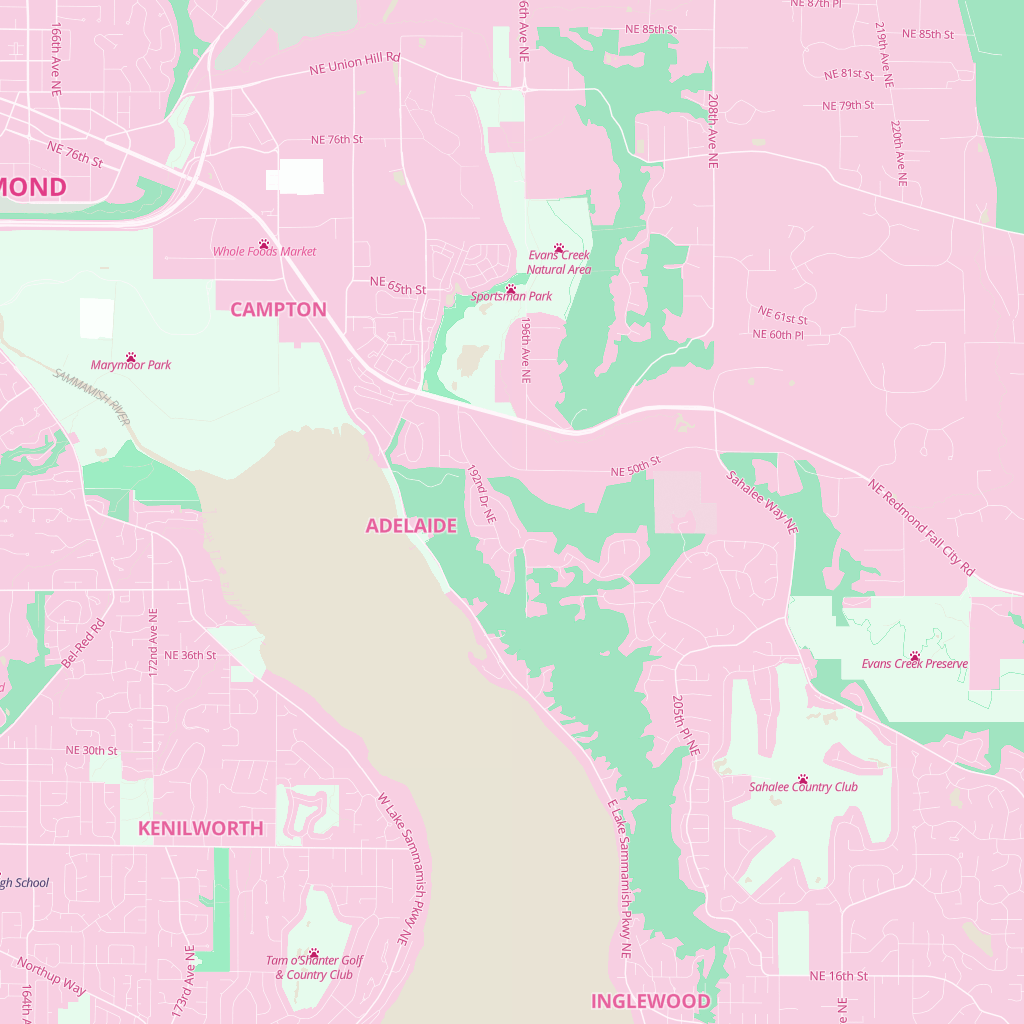 NE 87th Pl
166th Ave NE
NE 85th St
NE 85th St
219th Ave NE
NE Union Hill Rd
NE 81st St
NE 79th St
208th Ave NE
NE 76th St
NE 76th St
220th Ave NE
Whole Foods Market
Evans Creek
Natural Area
NE 65th St
Sportsman Park
CAMPTON
NE 61st St
NE 60th Pl
196th Ave NE
Marymoor Park
SAMMAMISH RIVER
NE 50th St
192nd Dr NE
Sahalee Way NE
NE Redmond Fall City Rd
ADELAIDE
Bel-Red Rd
172nd Ave NE
NE 36th St
Evans Creek Preserve
205th Pl NE
NE 30th St
Sahalee Country Club
W Lake Sammamish Pkwy NE
E Lake Sammamish Pkwy NE
KENILWORTH
gh School
Tam o'Shanter Golf
& Country Club
Northup Way
173rd Ave NE
NE 16th St
INGLEWOOD